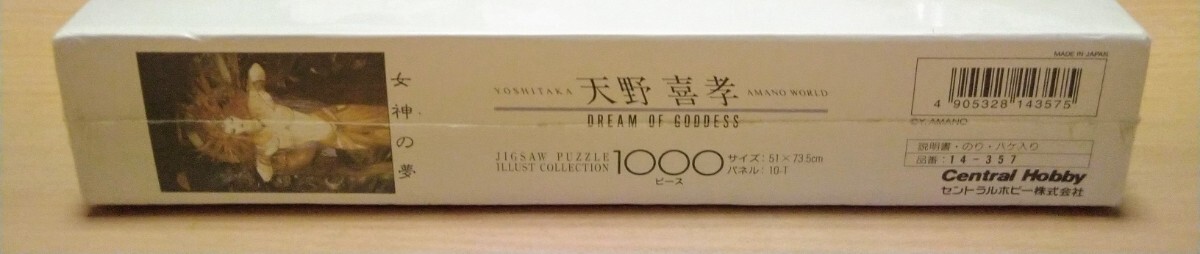 女神の夢
YOSHITAKA 天野喜孝 AMANO WORLD
DREAM OF GODDESS
JIGSAW PUZZLE
ILLUST COLLECTION
1000
ピース
サイズ:51×73.5cm
パネル:10-T
MADE IN JAPAN
4 905328 143575
©Y.AMANO
説明書・のり・ハケ入り
品番:14-357
Central Hobby
セントラルホビー株式会社